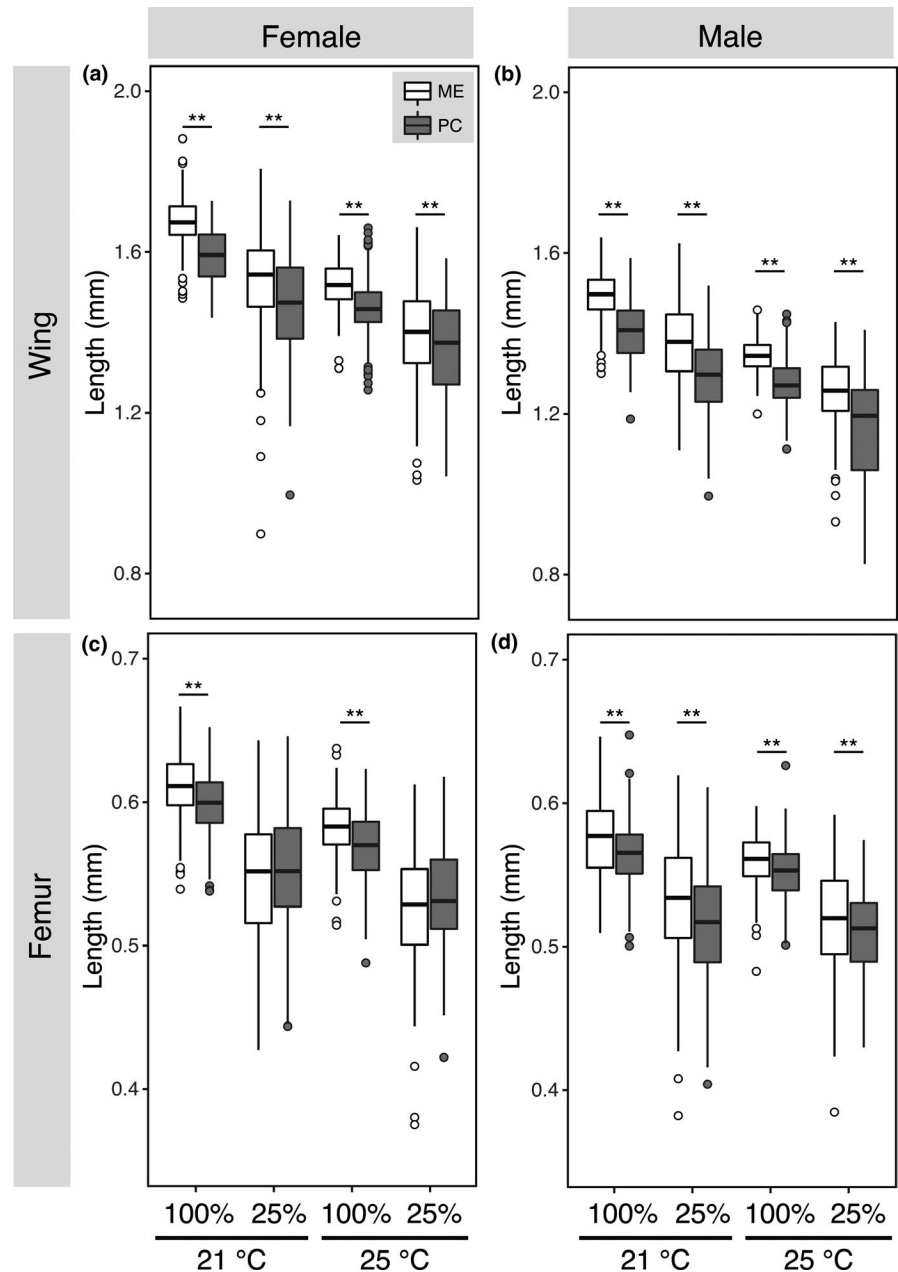 Female
Male
Wing
(a)
Length (mm)
2.0
1.6
1.2
0.8
ME
PC
**
**
**
**
(b)
Length (mm)
2.0
1.6
1.2
0.8
**
**
**
**
Femur
(c)
Length (mm)
0.7
0.6
0.5
0.4
**
**
(d)
Length (mm)
0.7
0.6
0.5
0.4
**
**
**
**
100% 25% 100% 25%
21 °C 25 °C
100% 25% 100% 25%
21 °C 25 °C